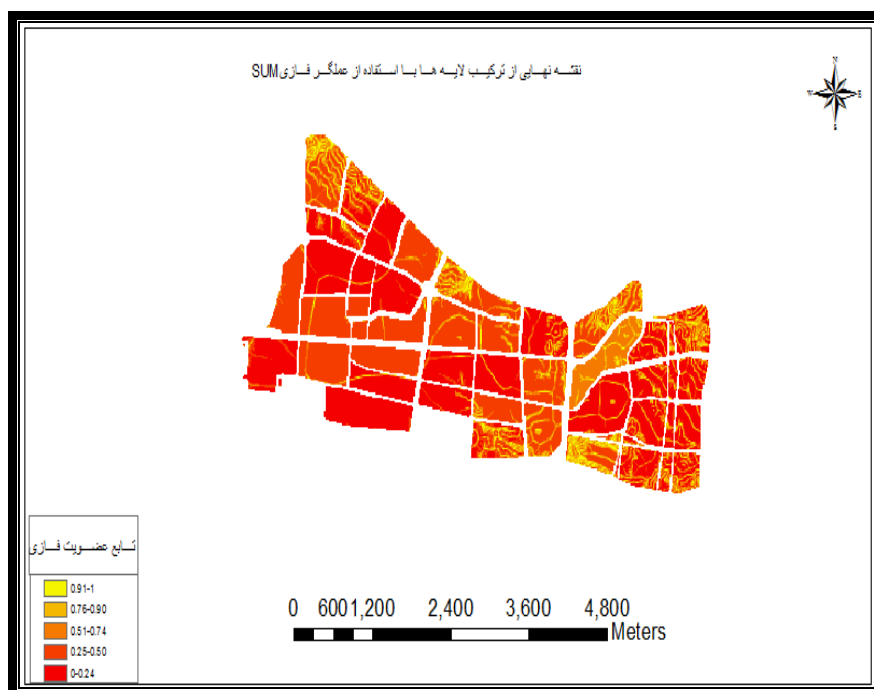 نقشه نهایی از ترکیب لایه ها با استفاده از عملگر فازی SUM
N
W E
S
تابع عضویت فازی
0.91-1
0.76-0.90
0.51-0.74
0.25-0.50
0-0.24
0 600 1,200 2,400 3,600 4,800
Meters